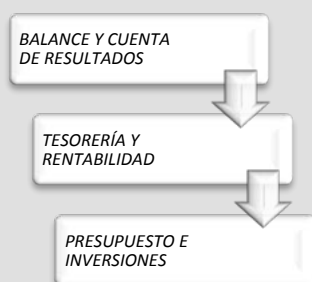 BALANCE Y CUENTA
DE RESULTADOS
TESORERÍA Y
RENTABILIDAD
PRESUPUESTO E
INVERSIONES